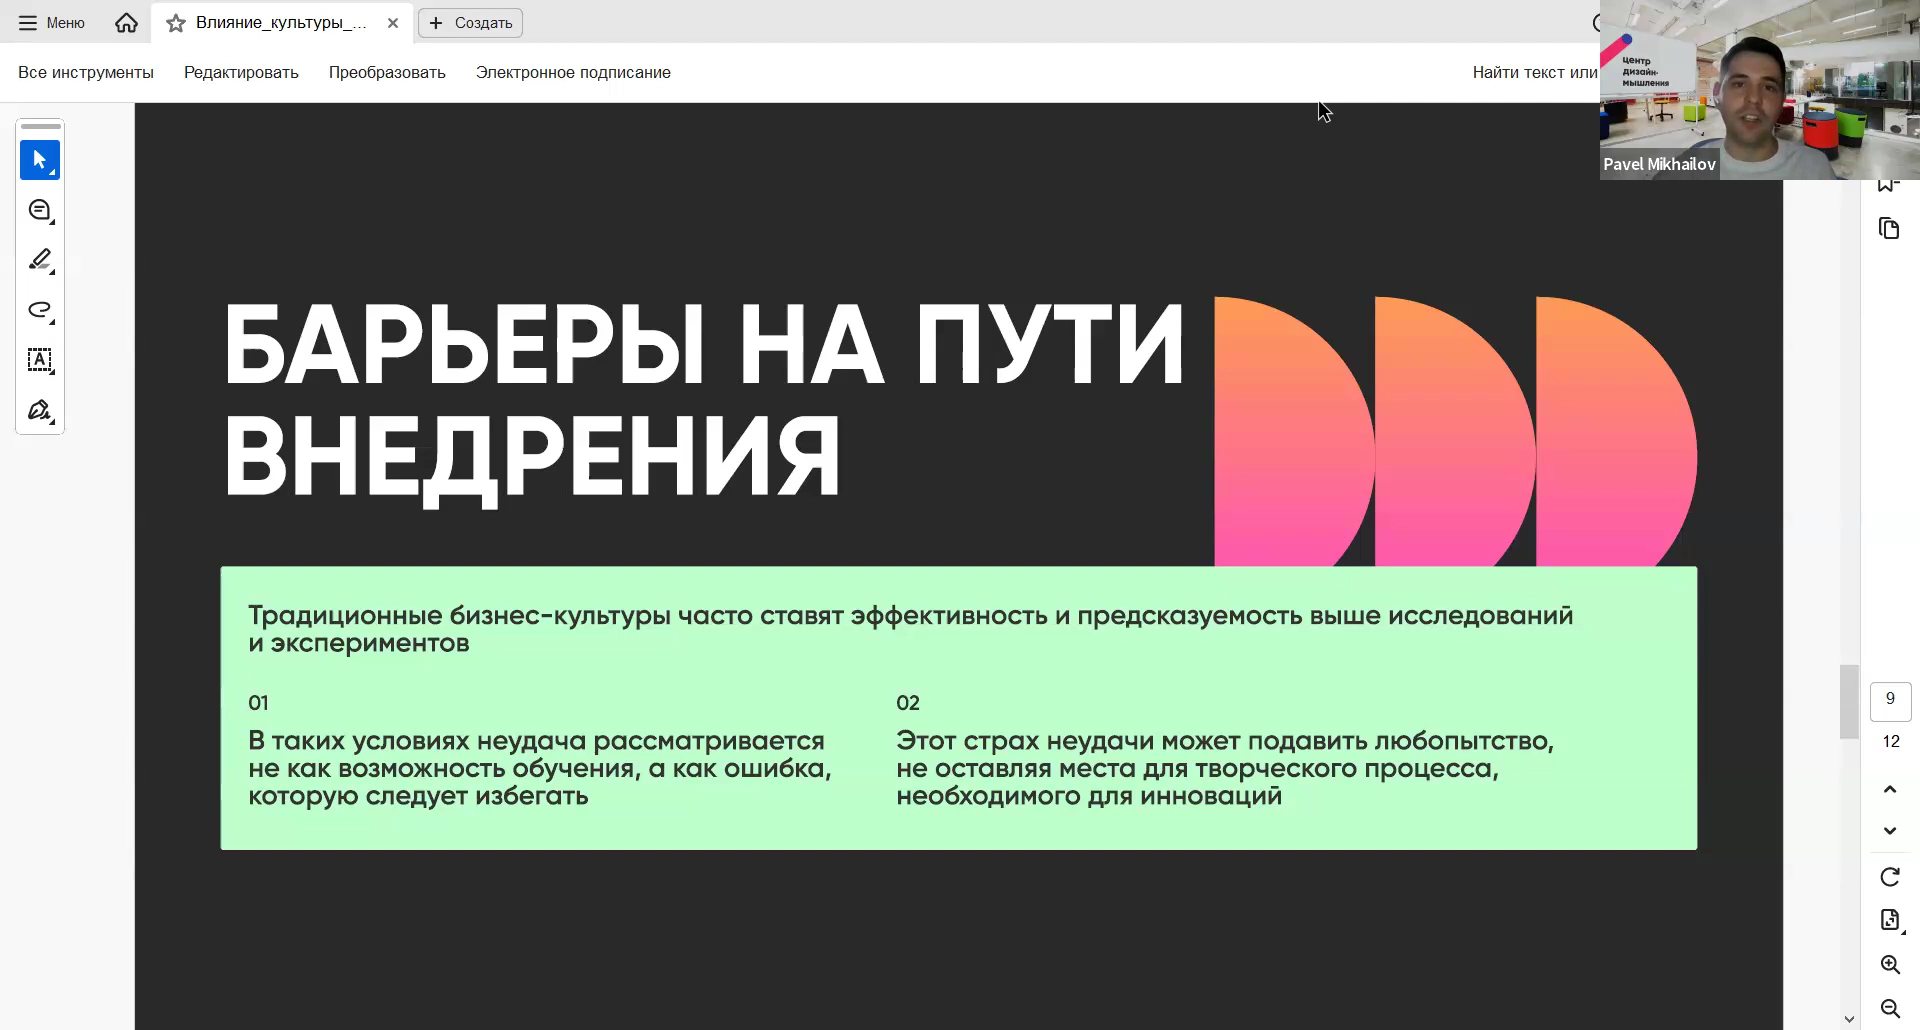 Меню
Влияние_культуры_...
Создать
Все инструменты
Редактировать
Преобразовать
Электронное подписание
Найти текст или
центр
дизайн-
мышления
Pavel Mikhailov
БАРЬЕРЫ НА ПУТИ
ВНЕДРЕНИЯ
Традиционные бизнес-культуры часто ставят эффективность и предсказуемость выше исследований
и экспериментов
01
В таких условиях неудача рассматривается
не как возможность обучения, а как ошибка,
которую следует избегать
02
Этот страх неудачи может подавить любопытство,
не оставляя места для творческого процесса,
необходимого для инноваций
9
12